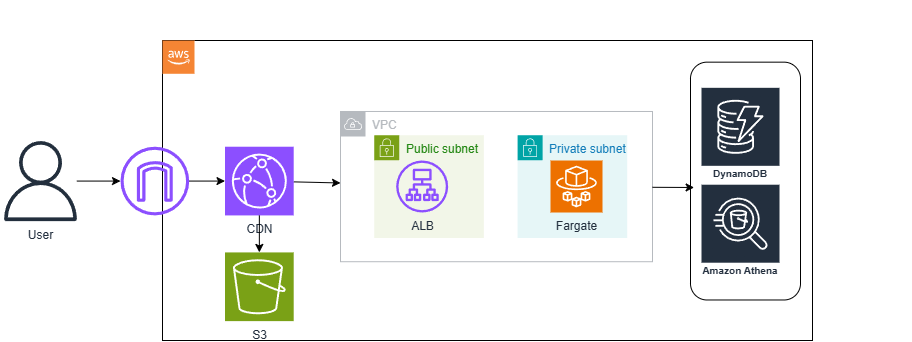 aws
VPC
Public subnet
Private subnet
DynamoDB
User
CDN
ALB
Fargate
Amazon Athena
S3